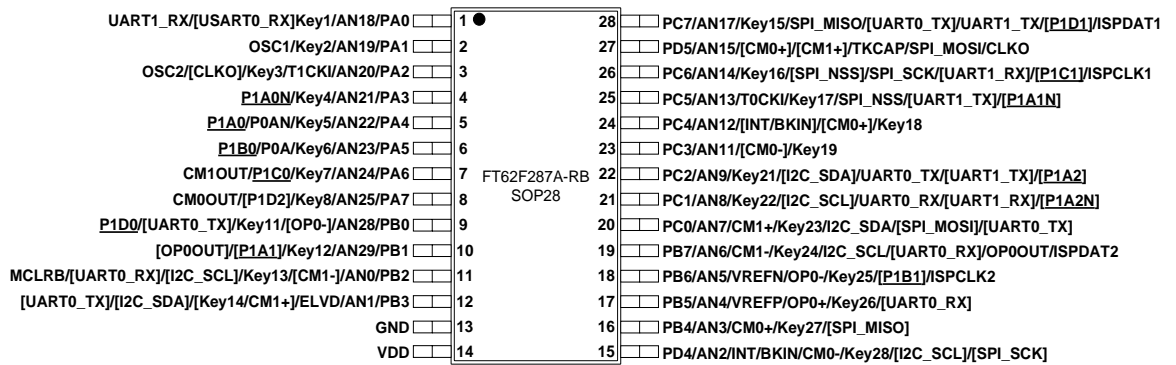 UART1_RX/[USART0_RX]Key1/AN18/PA0 1 28 PC7/AN17/Key15/SPI_MISO/[UART0_TX]/UART1_TX/[P1D1]/ISPDAT1
OSC1/Key2/AN19/PA1 2 27 PD5/AN15/[CM0+]/[CM1+]/TKCAP/SPI_MOSI/CLKO
OSC2/[CLKO]/Key3/T1CKI/AN20/PA2 3 26 PC6/AN14/Key16/[SPI_NSS]/SPI_SCK/[UART1_RX]/[P1C1]/ISPCLK1
P1A0N/Key4/AN21/PA3 4 25 PC5/AN13/T0CKI/Key17/SPI_NSS/[UART1_TX]/[P1A1N]
P1A0/P0AN/Key5/AN22/PA4 5 24 PC4/AN12/[INT/BKIN]/[CM0+]/Key18
P1B0/P0A/Key6/AN23/PA5 6 23 PC3/AN11/[CM0-]/Key19
CM1OUT/P1C0/Key7/AN24/PA6 7 FT62F287A-RB 22 PC2/AN9/Key21/[I2C_SDA]/UART0_TX/[UART1_TX]/[P1A2]
CM0OUT/[P1D2]/Key8/AN25/PA7 8 SOP28 21 PC1/AN8/Key22/[I2C_SCL]/UART0_RX/[UART1_RX]/[P1A2N]
P1D0/[UART0_TX]/Key11/[OP0-]/AN28/PB0 9 20 PC0/AN7/CM1+/Key23/I2C_SDA/[SPI_MOSI]/[UART0_TX]
[OP0OUT]/[P1A1]/Key12/AN29/PB1 10 19 PB7/AN6/CM1-/Key24/I2C_SCL/[UART0_RX]/OP0OUT/ISPDAT2
MCLRB/[UART0_RX]/[I2C_SCL]/Key13/[CM1-]/AN0/PB2 11 18 PB6/AN5/VREFN/OP0-/Key25/[P1B1]/ISPCLK2
[UART0_TX]/[I2C_SDA]/[Key14/CM1+]/ELVD/AN1/PB3 12 17 PB5/AN4/VREFP/OP0+/Key26/[UART0_RX]
GND 13 16 PB4/AN3/CM0+/Key27/[SPI_MISO]
VDD 14 15 PD4/AN2/INT/BKIN/CM0-/Key28/[I2C_SCL]/[SPI_SCK]